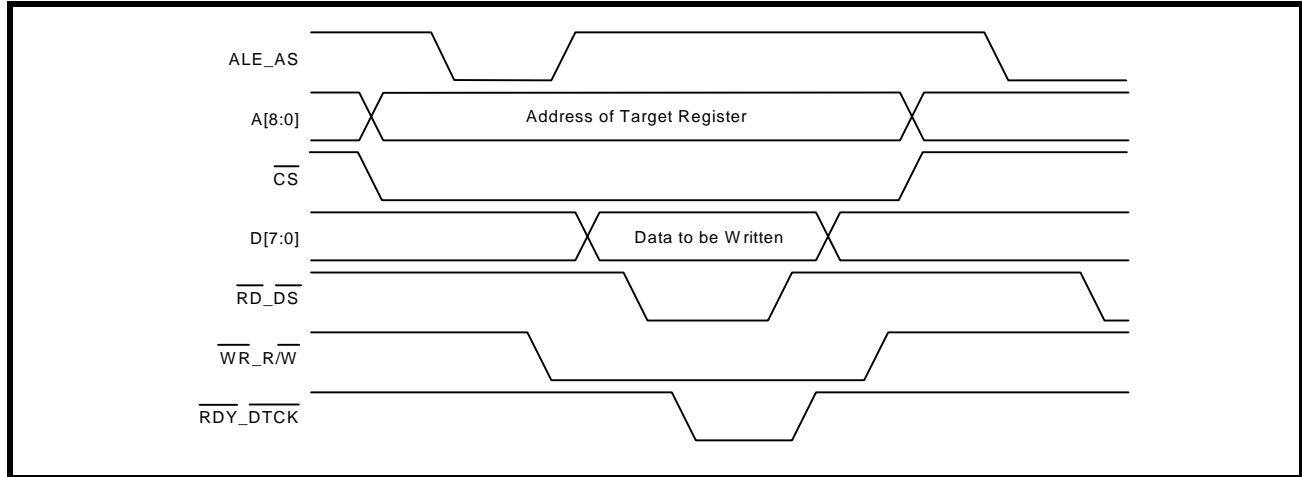 ALE_AS
A[8:0]
Address of Target Register
CS
D[7:0]
Data to be Written
RD_DS
WR_R/W
RDY_DTCK